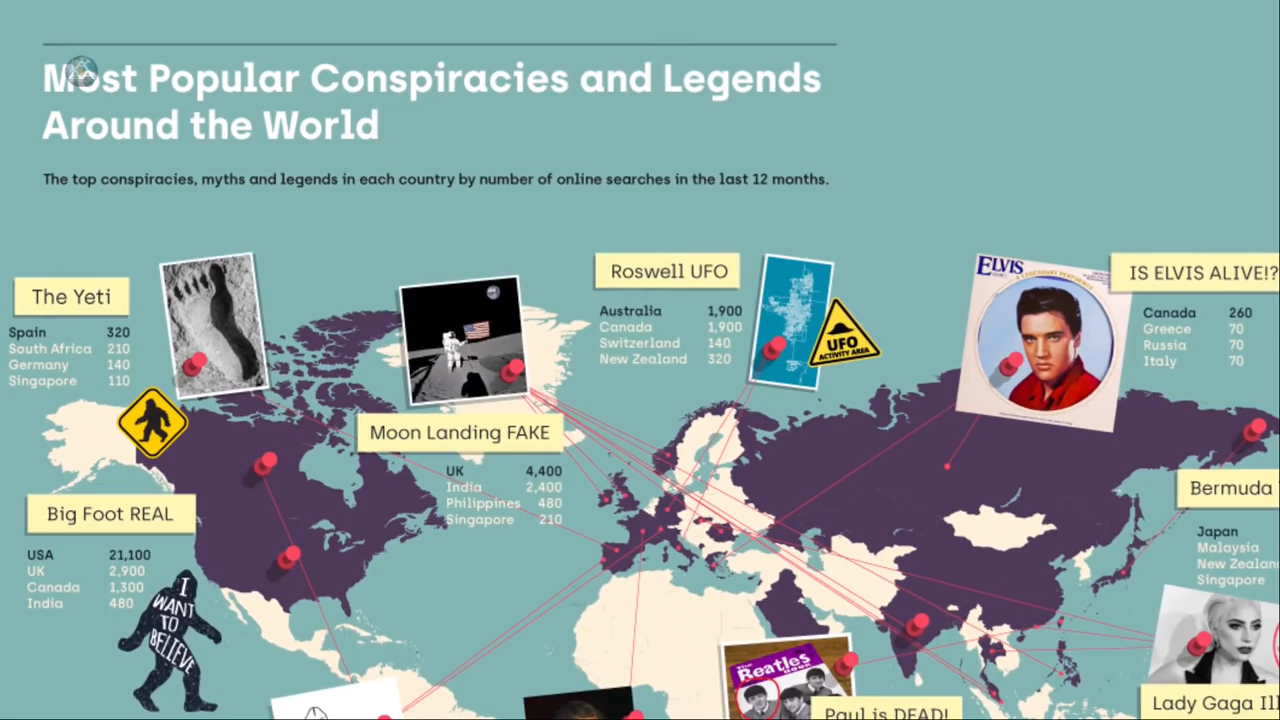 Most Popular Conspiracies and Legends
Around the World
The top conspiracies, myths and legends in each country by number of online searches in the last 12 months.
The Yeti
Spain 320
South Africa 210
Germany 140
Singapore 110
Moon Landing FAKE
UK 4,400
India 2,400
Philippines 480
Singapore 210
Roswell UFO
Australia 1,900
Canada 1,900
Switzerland 140
New Zealand 320
UFO
ACTIVITY AREA
ELVIS
IS ELVIS ALIVE!?
Canada 260
Greece 70
Russia 70
Italy 70
Big Foot REAL
USA 21,100
UK 2,900
Canada 1,300
India 480
I
WANT
TO
BELIEVE
Bermuda
Japan
Malaysia
New Zealan
Singapore
The
Beatles
Paul is DEAD!
Lady Gaga Ill